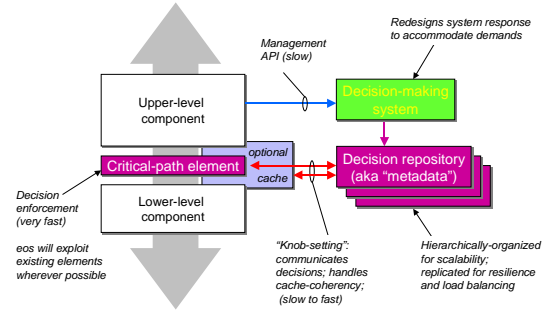 Redesigns system response
to accommodate demands
Management
API (slow)
Upper-level
component
Decision-making
system
optional
cache
Critical-path element
Decision repository
(aka “metadata”)
Decision
enforcement
(very fast)
eos will exploit
existing elements
wherever possible
Lower-level
component
“Knob-setting”:
communicates
decisions; handles
cache-coherency;
(slow to fast)
Hierarchically-organized
for scalability;
replicated for resilience
and load balancing